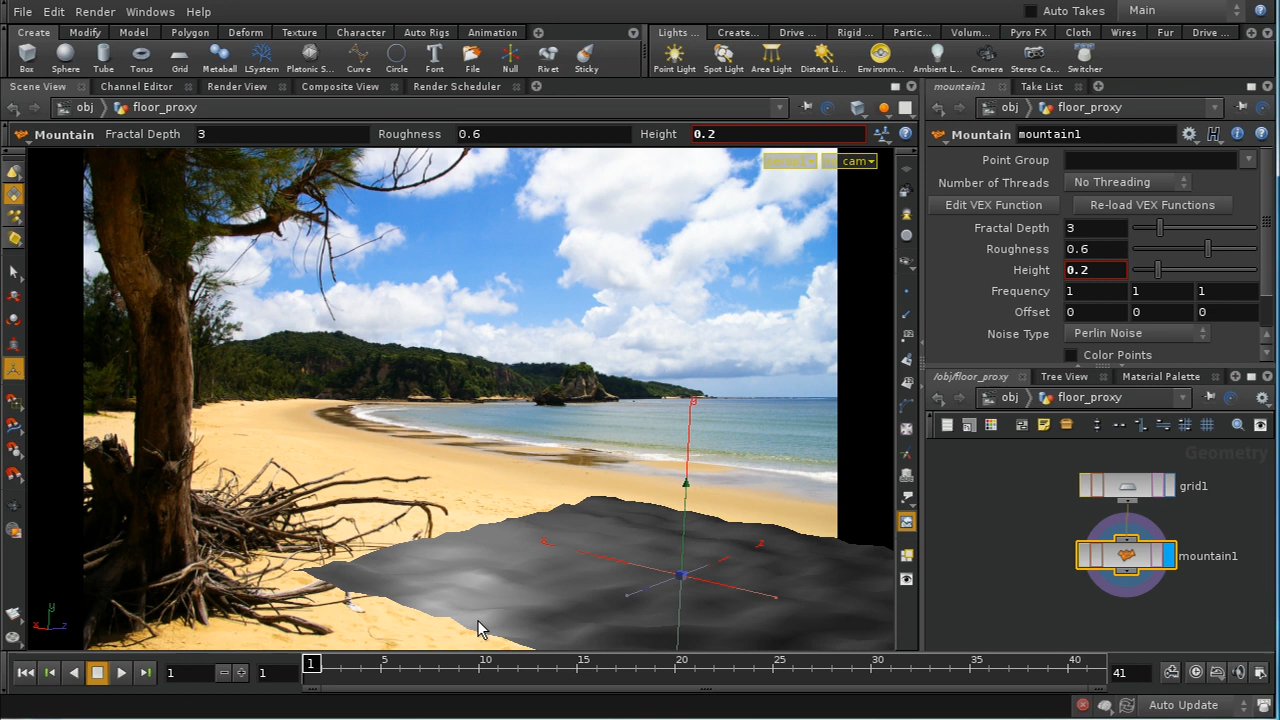 File Edit Render Windows Help Auto Takes Main
Create Modify Model Polygon Deform Texture Character Auto Rigs Animation Lights ... Create... Drive ... Rigid ... Partic... Volum... Pyro FX Cloth Wires Fur Drive ...
Box Sphere Tube Torus Grid Metaball LSystem Platonic S... Curve Circle Font File Null Rivet Sticky Point Light Spot Light Area Light Distant Li... Environm... Ambient L... Camera Stereo Ca... Switcher
Scene View Channel Editor Render View Composite View Render Scheduler mountain1 Take List
obj floor_proxy obj floor_proxy
Mountain Fractal Depth 3 Roughness 0.6 Height 0.2 Mountain mountain1
cam
Point Group
Number of Threads No Threading
Edit VEX Function Re-load VEX Functions
Fractal Depth 3
Roughness 0.6
Height 0.2
Frequency 1 1 1
Offset 0 0 0
Noise Type Perlin Noise
Color Points
/obj/floor_proxy Tree View Material Palette
obj floor_proxy
Geometry
grid1
mountain1
y
x z
y
x z
1 1 1 5 10 15 20 25 30 35 40 41
Auto Update